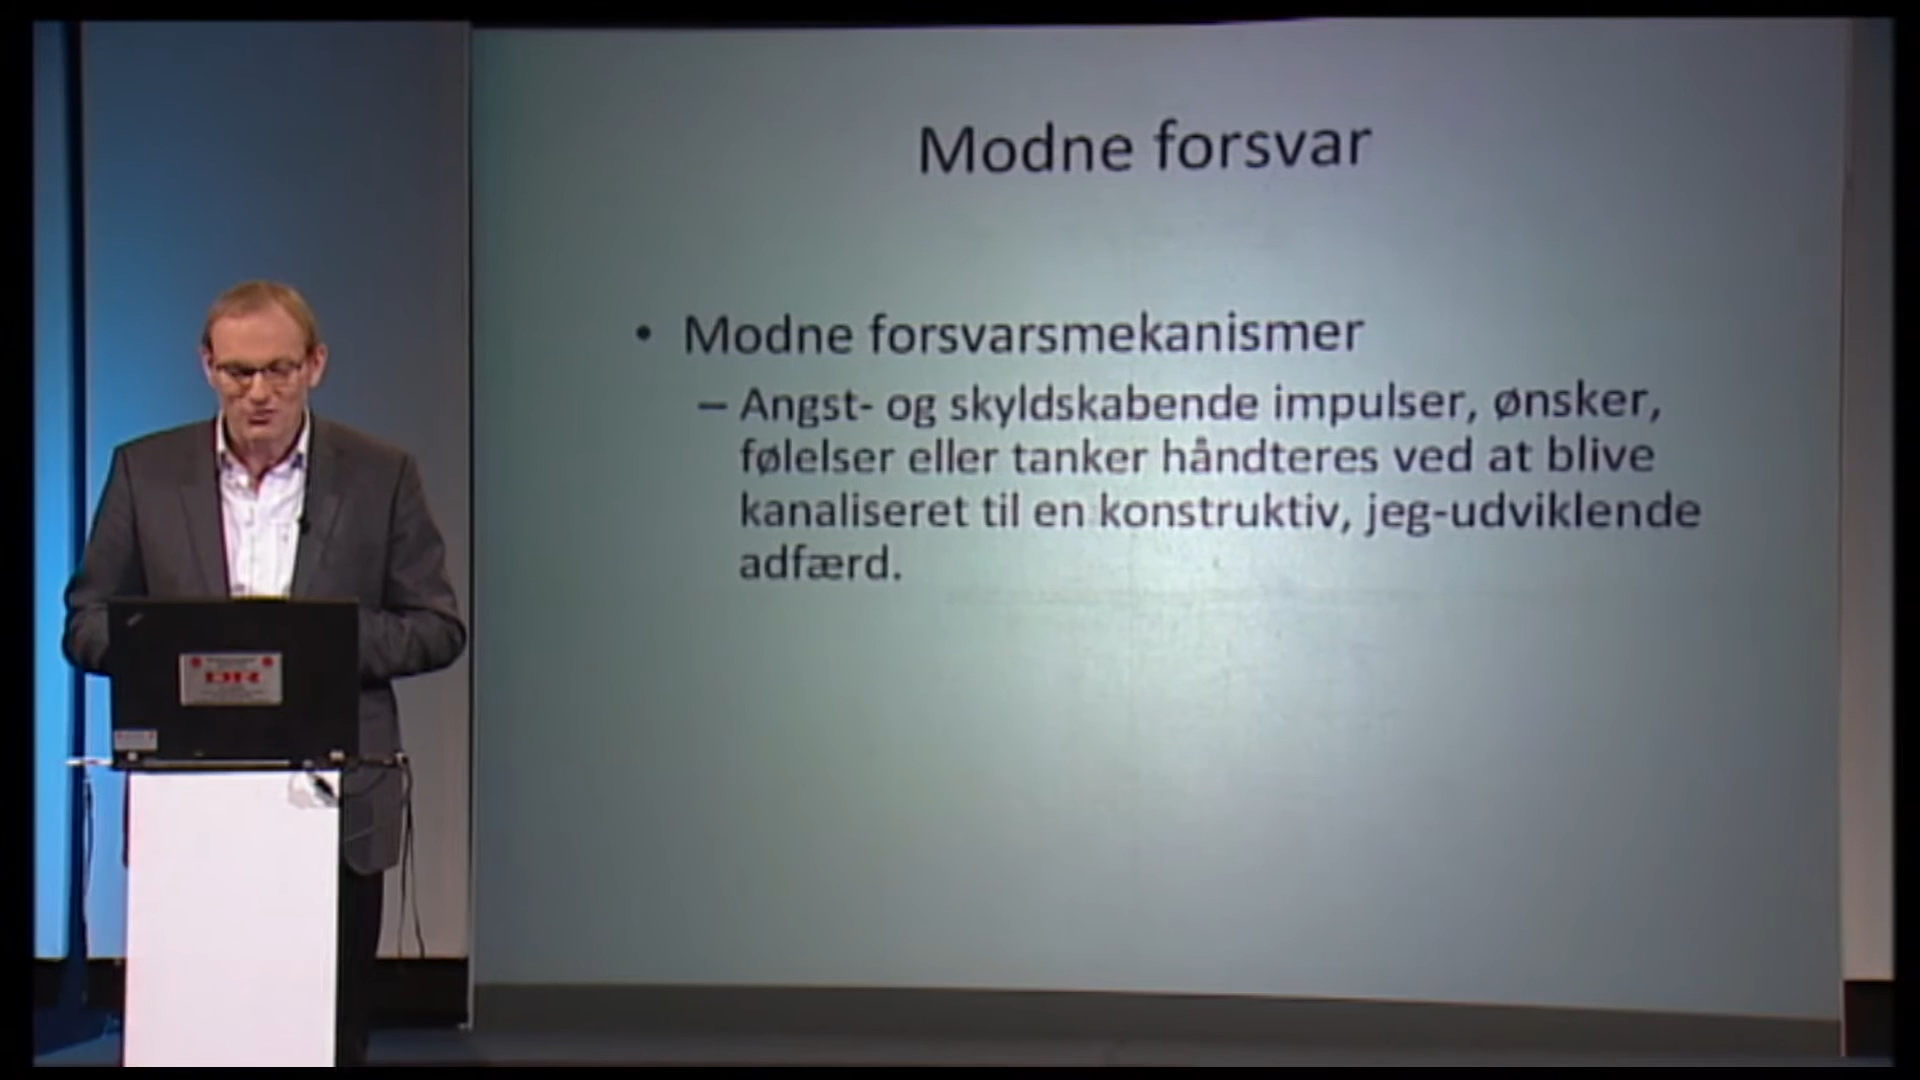 Modne forsvar
• Modne forsvarsmekanismer
– Angst- og skyldskabende impulser, ønsker,
følelser eller tanker håndteres ved at blive
kanaliseret til en konstruktiv, jeg-udviklende
adfærd.
DR